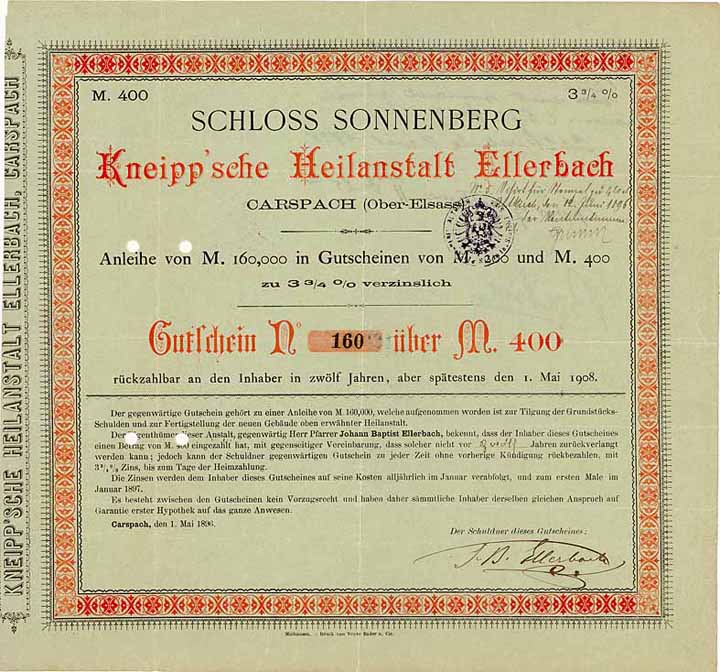 KNEIPP'SCHE HEILANSTALT ELLERBACH, CARSPACH
M. 400
3 3/4 %
SCHLOSS SONNENBERG
Kneipp'sche Heilanstalt Ellerbach
CARSPACH (Ober-Elsass)
Anleihe von M. 160,000 in Gutscheinen von M. 200 und M. 400
zu 3 3/4 % verzinslich
Gutschein No 160 über M. 400
rückzahlbar an den Inhaber in zwölf Jahren, aber spätestens den 1. Mai 1908.
Der gegenwärtige Gutschein gehört zu einer Anleihe von M. 160,000, welche aufgenommen worden ist zur Tilgung der Grundstücks-
Schulden und zur Fertigstellung der neuen Gebäude oben erwähnter Heilanstalt.
Der Eigenthümer dieser Anstalt, gegenwärtig Herr Pfarrer Johann Baptist Ellerbach, bekennt, dass der Inhaber dieses Gutscheines
einen Betrag von M. 400 eingezahlt hat, mit gegenseitiger Vereinbarung, dass solcher nicht vor zwölf Jahren zurückverlangt
werden kann; jedoch kann der Schuldner gegenwärtigen Gutschein zu jeder Zeit ohne vorherige Kündigung rückbezahlen, mit
3 3/4 % Zins, bis zum Tage der Heimzahlung.
Die Zinsen werden dem Inhaber dieses Gutscheines auf seine Kosten alljährlich im Januar verabfolgt, und zum ersten Male im
Januar 1897.
Es besteht zwischen den Gutscheinen kein Vorzugsrecht und haben daher sämmtliche Inhaber derselben gleichen Anspruch auf
Garantie erster Hypothek auf das ganze Anwesen.
Carspach, den 1. Mai 1896.
Der Schuldner dieses Gutscheines:
J. B. Ellerbach
Mülhausen. – Druck von Veuve Bader u. Cie.